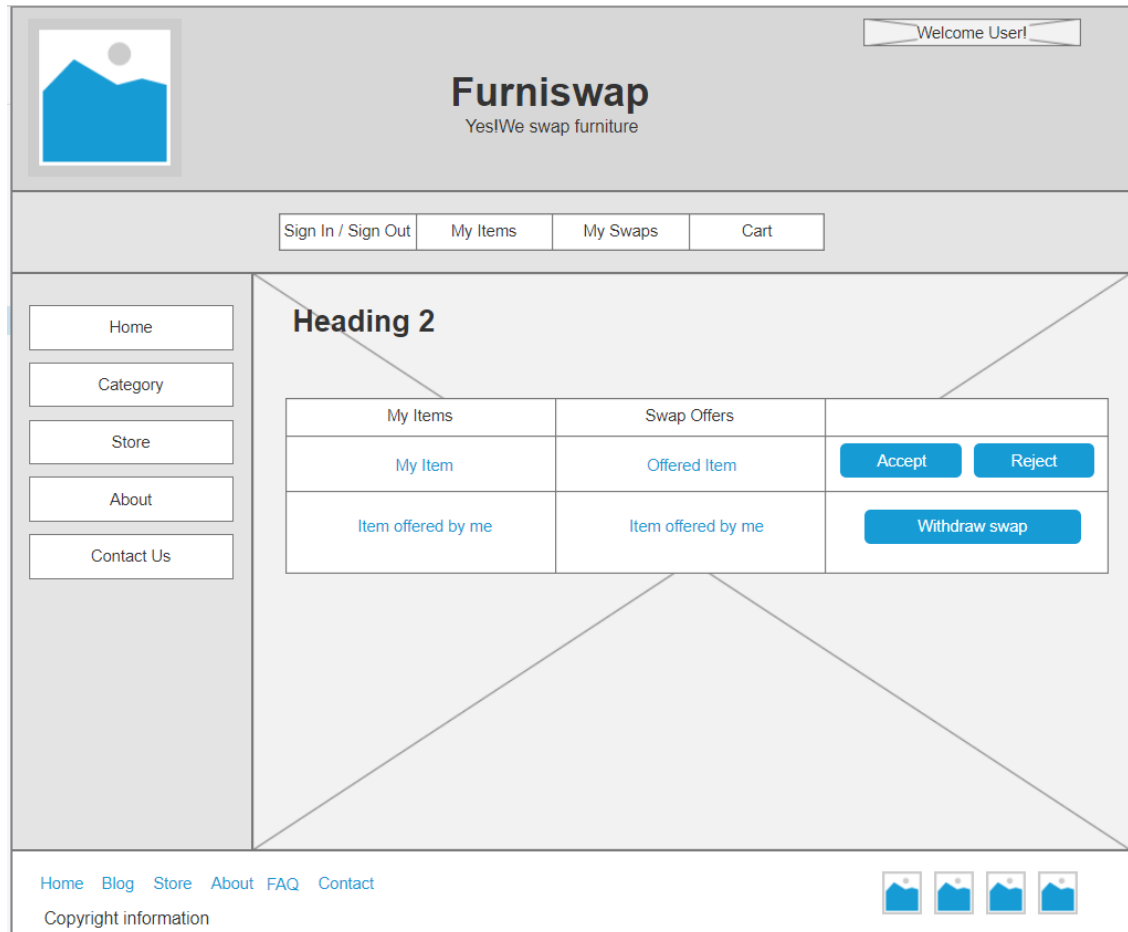 Welcome User!
Furniswap
Yes!We swap furniture
Sign In / Sign Out My Items My Swaps Cart
Home
Category
Store
About
Contact Us
Heading 2
My Items Swap Offers
My Item Offered Item Accept Reject
Item offered by me Item offered by me Withdraw swap
Home Blog Store About FAQ Contact
Copyright information